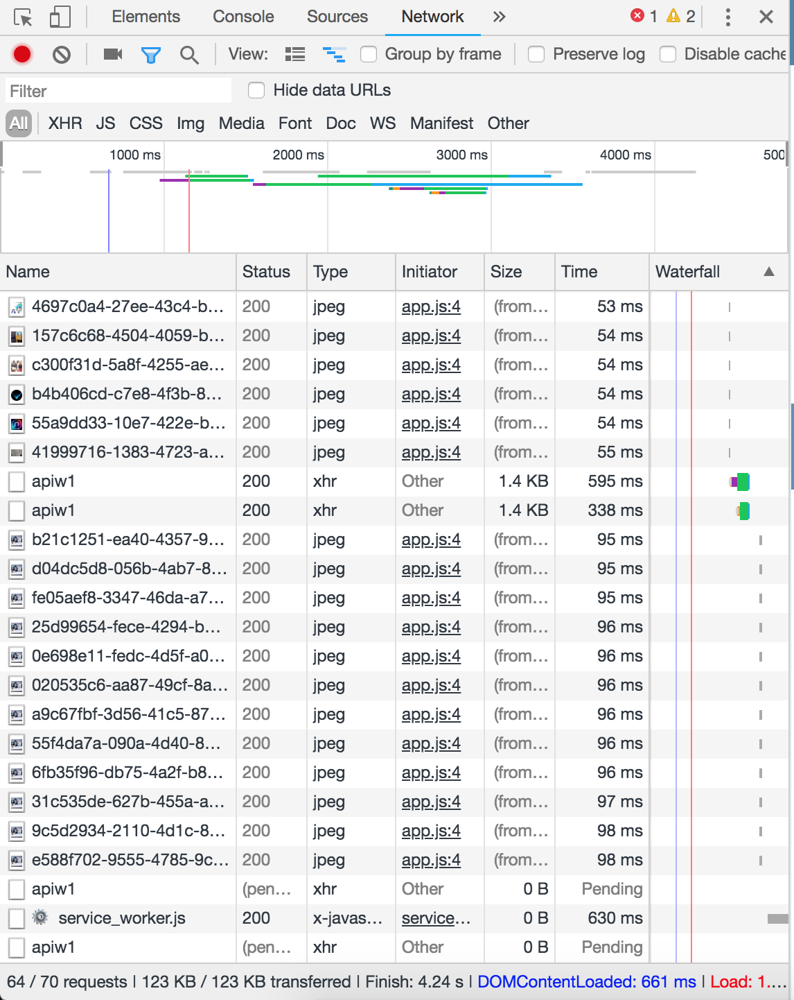 Elements Console Sources Network » 1 2
View: Group by frame Preserve log Disable cache
Filter Hide data URLs
All XHR JS CSS Img Media Font Doc WS Manifest Other
1000 ms 2000 ms 3000 ms 4000 ms 500
Name Status Type Initiator Size Time Waterfall ▲
4697c0a4-27ee-43c4-b... 200 jpeg app.js:4 (from... 53 ms
157c6c68-4504-4059-b... 200 jpeg app.js:4 (from... 54 ms
c300f31d-5a8f-4255-ae... 200 jpeg app.js:4 (from... 54 ms
b4b406cd-c7e8-4f3b-8... 200 jpeg app.js:4 (from... 54 ms
55a9dd33-10e7-422e-b... 200 jpeg app.js:4 (from... 54 ms
41999716-1383-4723-a... 200 jpeg app.js:4 (from... 55 ms
apiw1 200 xhr Other 1.4 KB 595 ms
apiw1 200 xhr Other 1.4 KB 338 ms
b21c1251-ea40-4357-9... 200 jpeg app.js:4 (from... 95 ms
d04dc5d8-056b-4ab7-8... 200 jpeg app.js:4 (from... 95 ms
fe05aef8-3347-46da-a7... 200 jpeg app.js:4 (from... 95 ms
25d99654-fece-4294-b... 200 jpeg app.js:4 (from... 96 ms
0e698e11-fedc-4d5f-a0... 200 jpeg app.js:4 (from... 96 ms
020535c6-aa87-49cf-8a... 200 jpeg app.js:4 (from... 96 ms
a9c67fbf-3d56-41c5-87... 200 jpeg app.js:4 (from... 96 ms
55f4da7a-090a-4d40-8... 200 jpeg app.js:4 (from... 96 ms
6fb35f96-db75-4a2f-b8... 200 jpeg app.js:4 (from... 96 ms
31c535de-627b-455a-a... 200 jpeg app.js:4 (from... 97 ms
9c5d2934-2110-4d1c-8... 200 jpeg app.js:4 (from... 98 ms
e588f702-9555-4785-9c... 200 jpeg app.js:4 (from... 98 ms
apiw1 (pen... xhr Other 0 B Pending
service_worker.js 200 x-javas... service... 0 B 630 ms
apiw1 (pen... xhr Other 0 B Pending
64 / 70 requests | 123 KB / 123 KB transferred | Finish: 4.24 s | DOMContentLoaded: 661 ms | Load: 1....